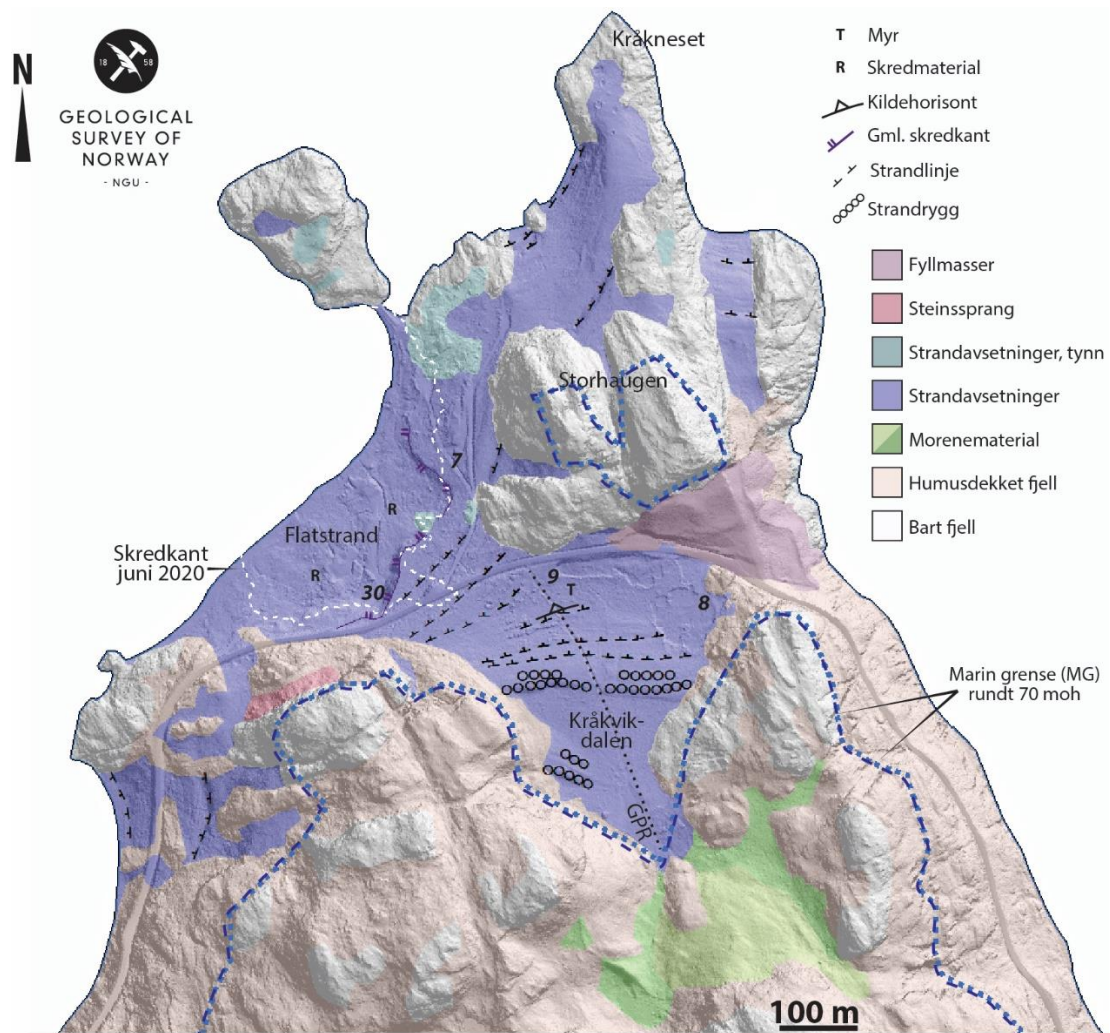 N
18 58
GEOLOGICAL
SURVEY OF
NORWAY
- NGU -
Kråkneset
T Myr
R Skredmaterial
Kildehorisont
Gml. skredkant
Strandlinje
Strandrygg
Fyllmasser
Steinssprang
Strandavsetninger, tynn
Strandavsetninger
Morenematerial
Humusdekket fjell
Bart fjell
Storhaugen
7
R
Flatstrand
Skredkant
juni 2020
R
30
9
T
8
Marin grense (MG)
rundt 70 moh
Kråkvik-
dalen
GPR
100 m